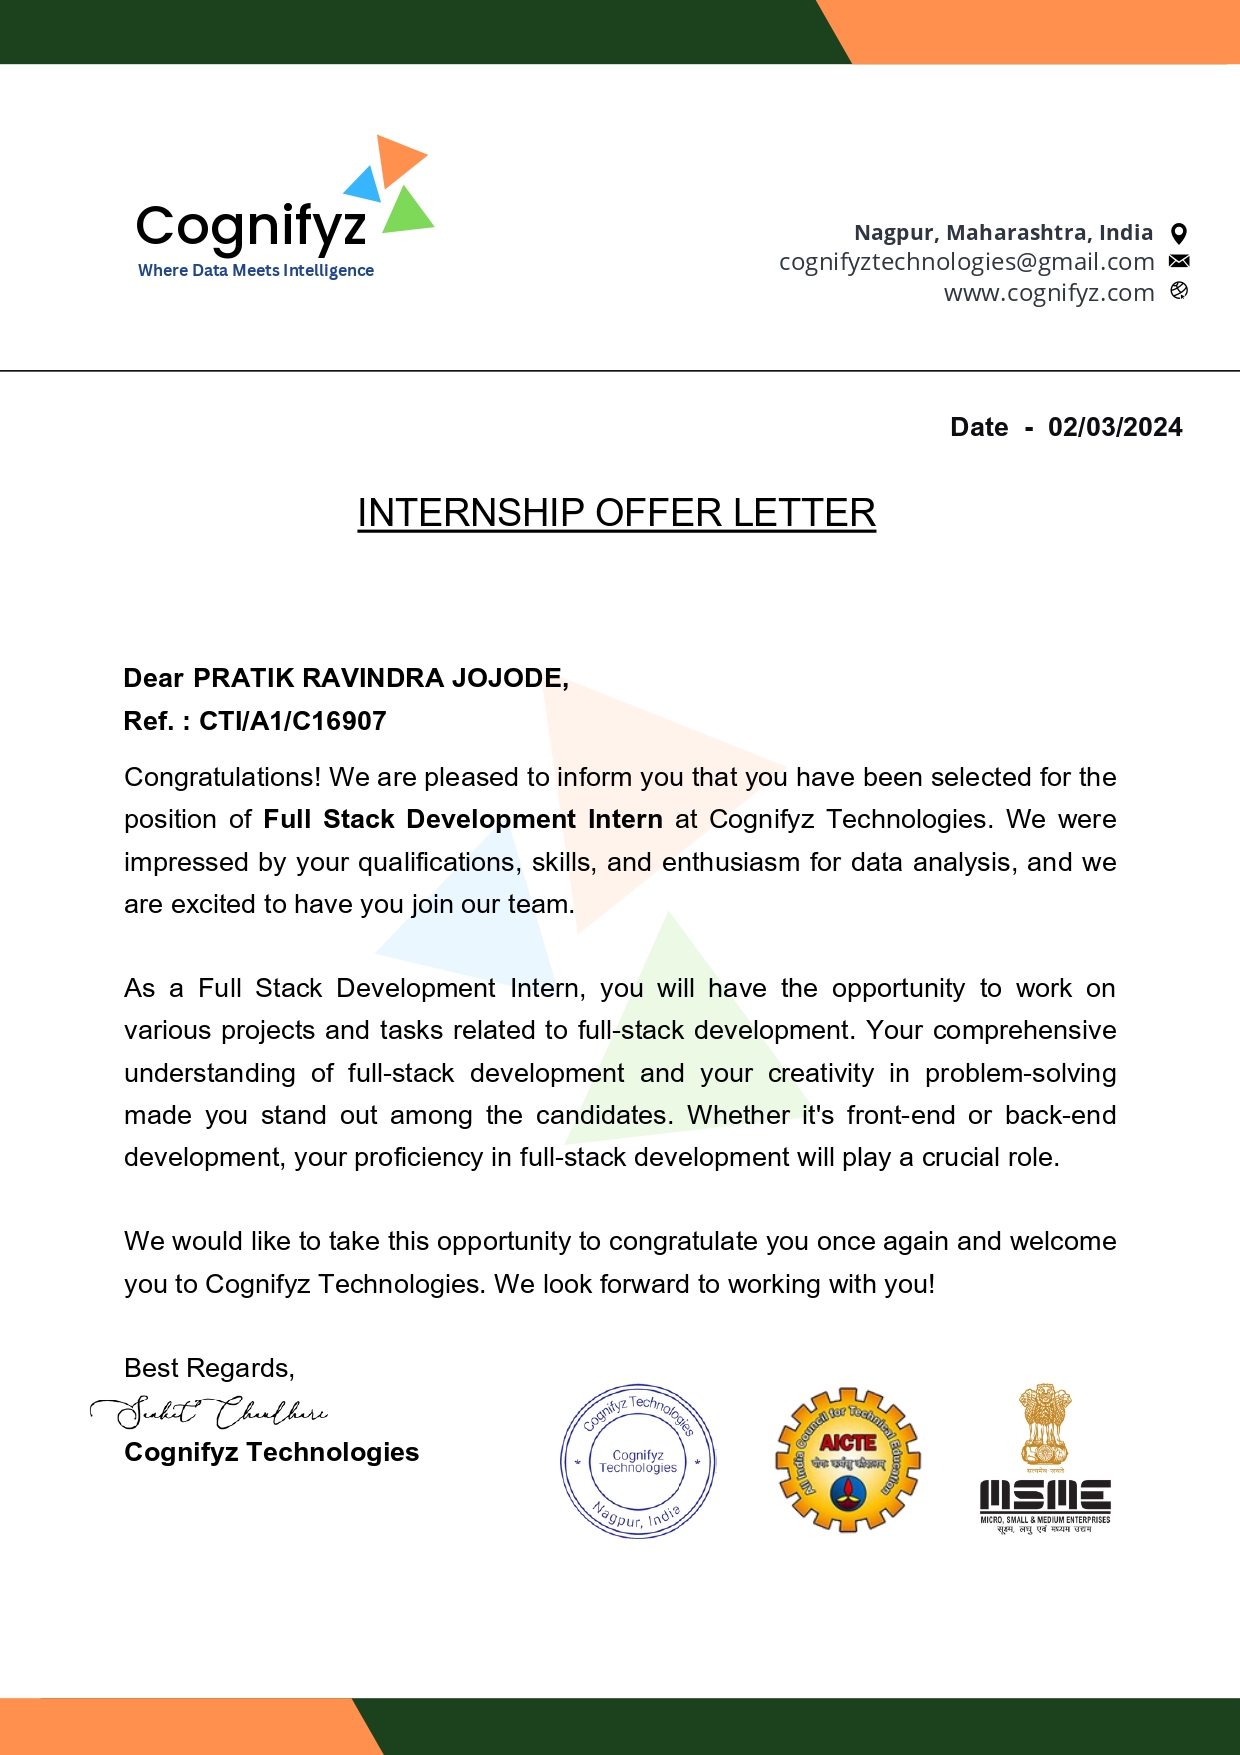 Cognifyz
Where Data Meets Intelligence
Nagpur, Maharashtra, India
cognifyztechnologies@gmail.com
www.cognifyz.com
Date - 02/03/2024
INTERNSHIP OFFER LETTER
Dear PRATIK RAVINDRA JOJODE,
Ref. : CTI/A1/C16907
Congratulations! We are pleased to inform you that you have been selected for the
position of Full Stack Development Intern at Cognifyz Technologies. We were
impressed by your qualifications, skills, and enthusiasm for data analysis, and we
are excited to have you join our team.
As a Full Stack Development Intern, you will have the opportunity to work on
various projects and tasks related to full-stack development. Your comprehensive
understanding of full-stack development and your creativity in problem-solving
made you stand out among the candidates. Whether it's front-end or back-end
development, your proficiency in full-stack development will play a crucial role.
We would like to take this opportunity to congratulate you once again and welcome
you to Cognifyz Technologies. We look forward to working with you!
Best Regards,
Cognifyz Technologies
Cognifyz Technologies
Cognifyz
Technologies
Nagpur, India
All India Council for Technical Education
AICTE
योगः कर्मसु कौशलम्
सत्यमेव जयते
MSME
MICRO, SMALL & MEDIUM ENTERPRISES
सूक्ष्म, लघु एवं मध्यम उद्यम